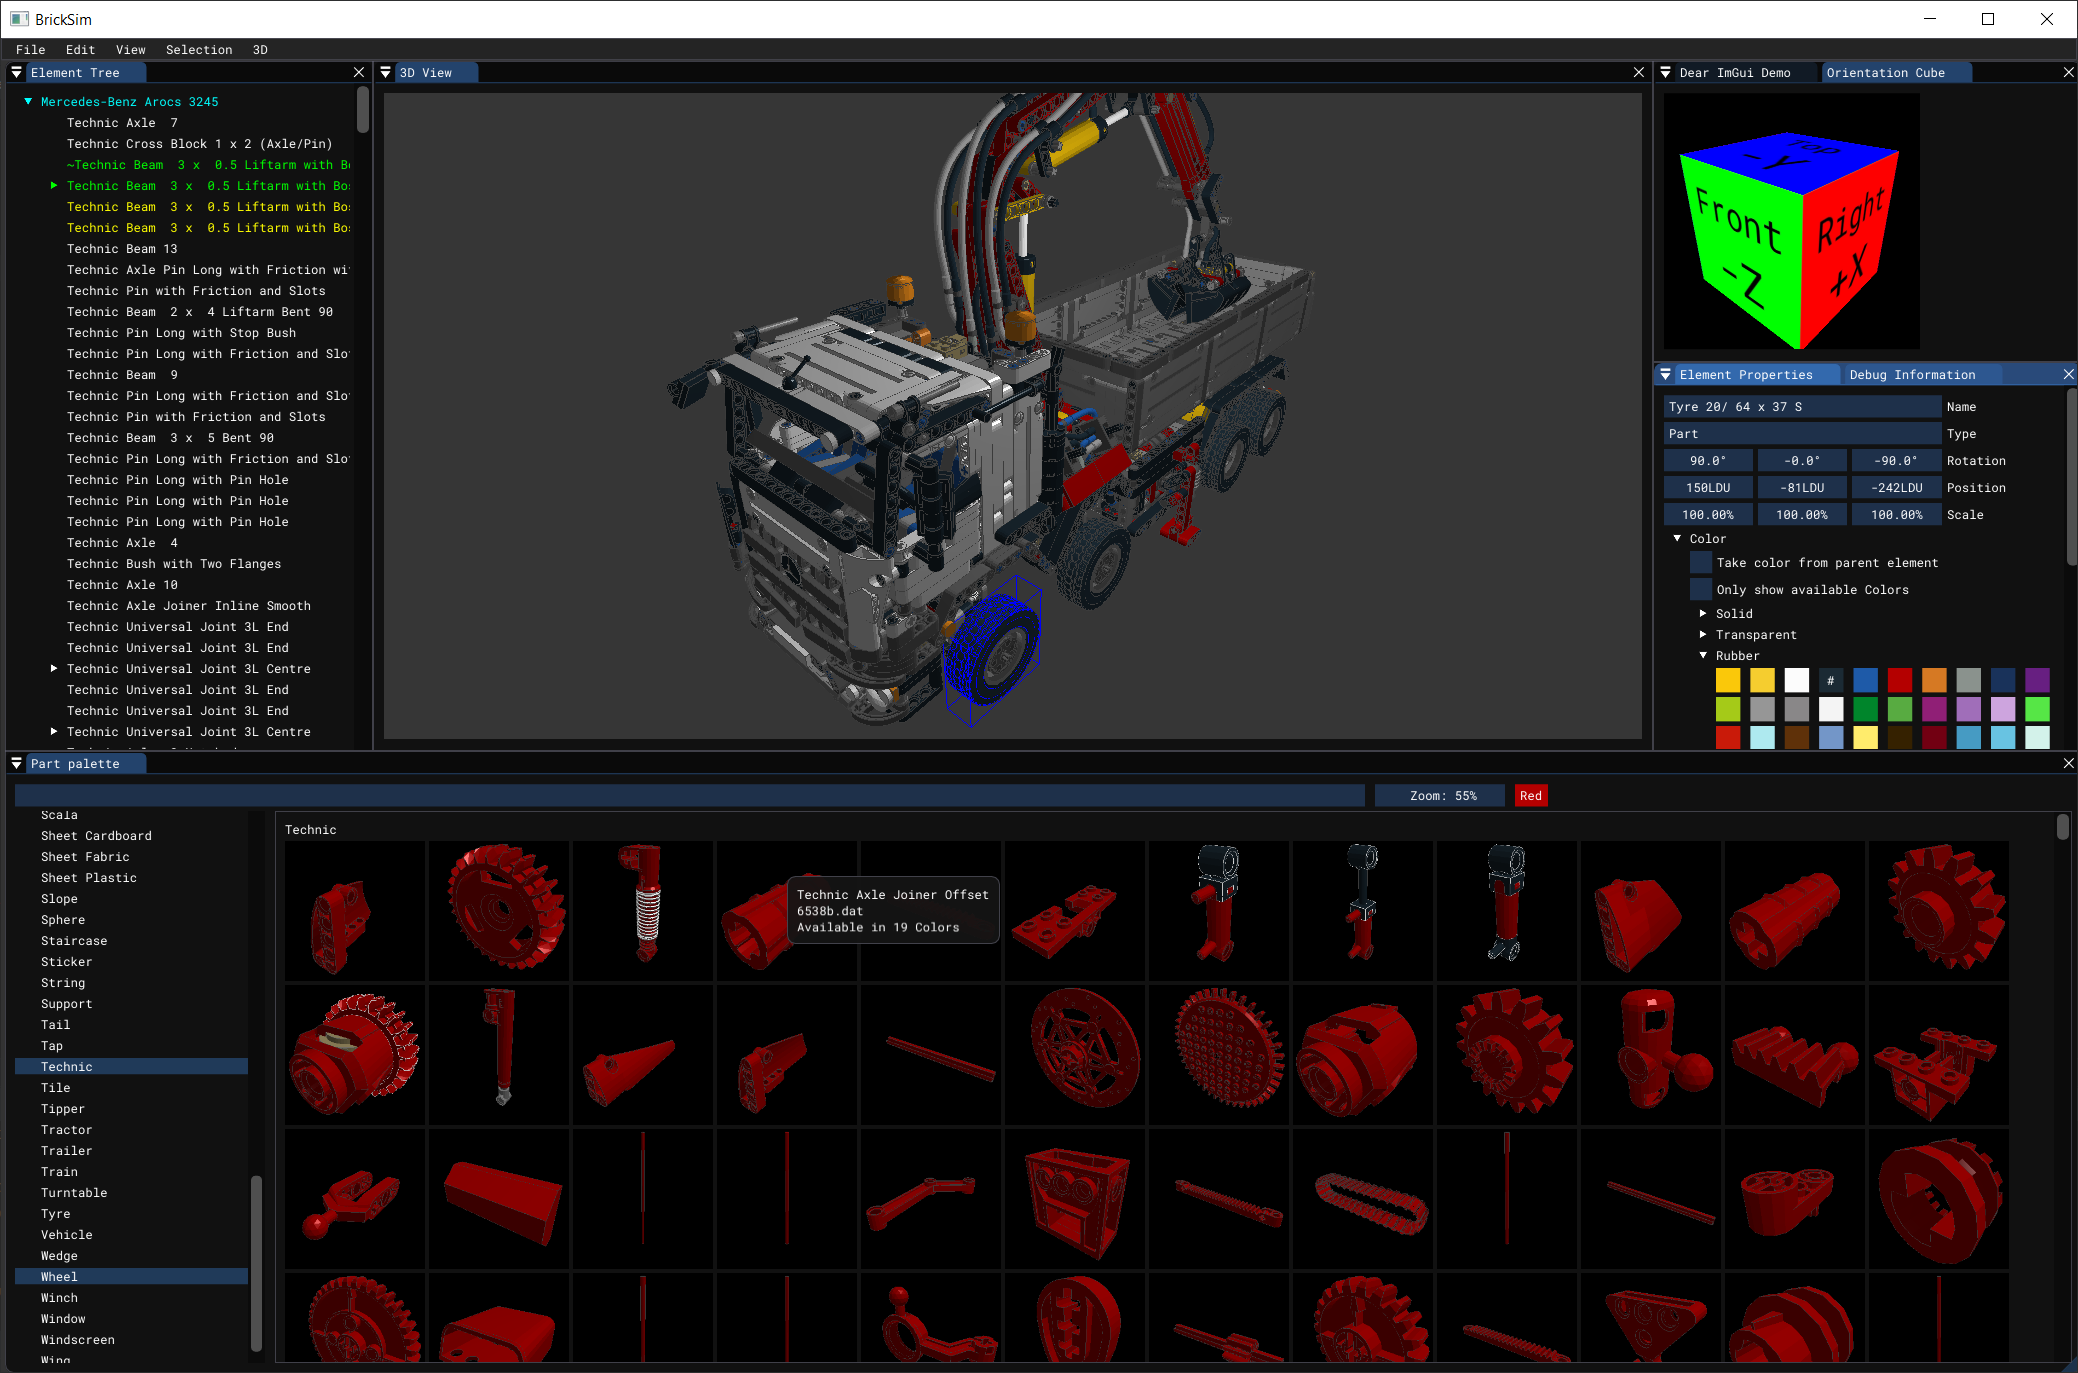 BrickSim
File Edit View Selection 3D
Element Tree
Mercedes-Benz Arocs 3245
Technic Axle  7
Technic Cross Block 1 x 2 (Axle/Pin)
~Technic Beam  3 x  0.5 Liftarm with Bo
Technic Beam  3 x  0.5 Liftarm with Bo
Technic Beam  3 x  0.5 Liftarm with Bo
Technic Beam  3 x  0.5 Liftarm with Bo
Technic Beam 13
Technic Axle Pin Long with Friction wi
Technic Pin with Friction and Slots
Technic Beam  2 x  4 Liftarm Bent 90
Technic Pin Long with Stop Bush
Technic Pin Long with Friction and Slo
Technic Beam  9
Technic Pin Long with Friction and Slo
Technic Pin with Friction and Slots
Technic Beam  3 x  5 Bent 90
Technic Pin Long with Friction and Slo
Technic Pin Long with Pin Hole
Technic Pin Long with Pin Hole
Technic Pin Long with Pin Hole
Technic Axle  4
Technic Bush with Two Flanges
Technic Axle 10
Technic Axle Joiner Inline Smooth
Technic Universal Joint 3L End
Technic Universal Joint 3L End
Technic Universal Joint 3L Centre
Technic Universal Joint 3L End
Technic Universal Joint 3L End
Technic Universal Joint 3L Centre
3D View
Dear ImGui Demo
Orientation Cube
Top
-Y
Front
-Z
Right
+X
Element Properties
Debug Information
Tyre 20/ 64 x 37 S Name
Part Type
90.0° -0.0° -90.0° Rotation
150LDU -81LDU -242LDU Position
100.00% 100.00% 100.00% Scale
Color
Take color from parent element
Only show available Colors
Solid
Transparent
Rubber
#
Part palette
Zoom: 55%
Red
Scala
Sheet Cardboard
Sheet Fabric
Sheet Plastic
Slope
Sphere
Staircase
Sticker
String
Support
Tail
Tap
Technic
Tile
Tipper
Tractor
Trailer
Train
Turntable
Tyre
Vehicle
Wedge
Wheel
Winch
Window
Windscreen
Wing
Technic
Technic Axle Joiner Offset
6538b.dat
Available in 19 Colors